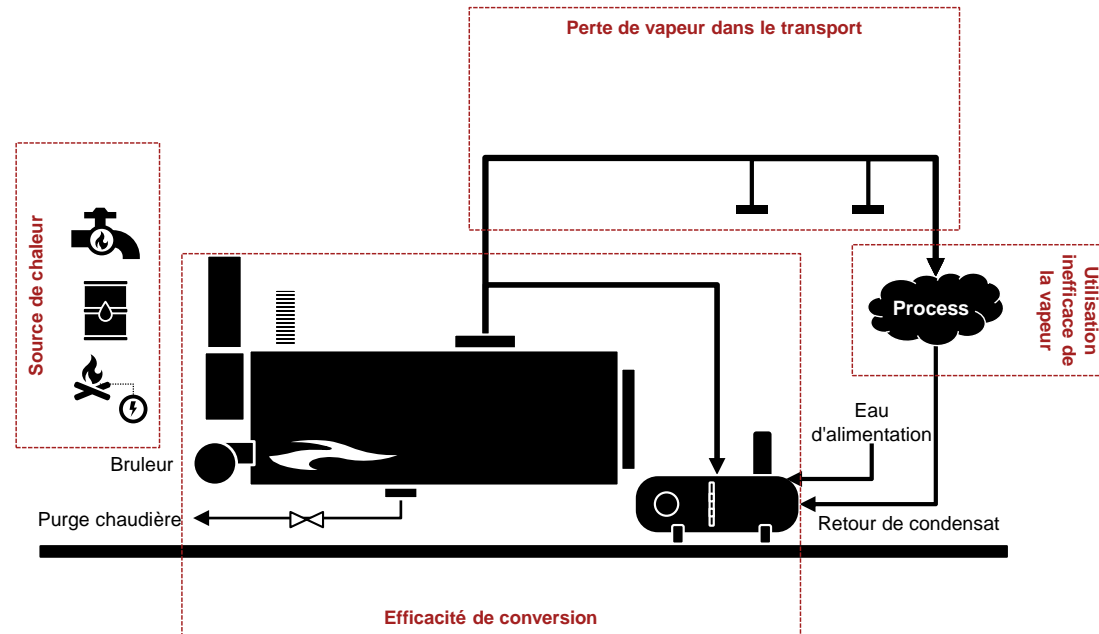 Perte de vapeur dans le transport
Source de chaleur
Utilisation
inefficace de
la vapeur
Process
Eau
d'alimentation
Bruleur
Purge chaudière
Retour de condensat
Efficacité de conversion